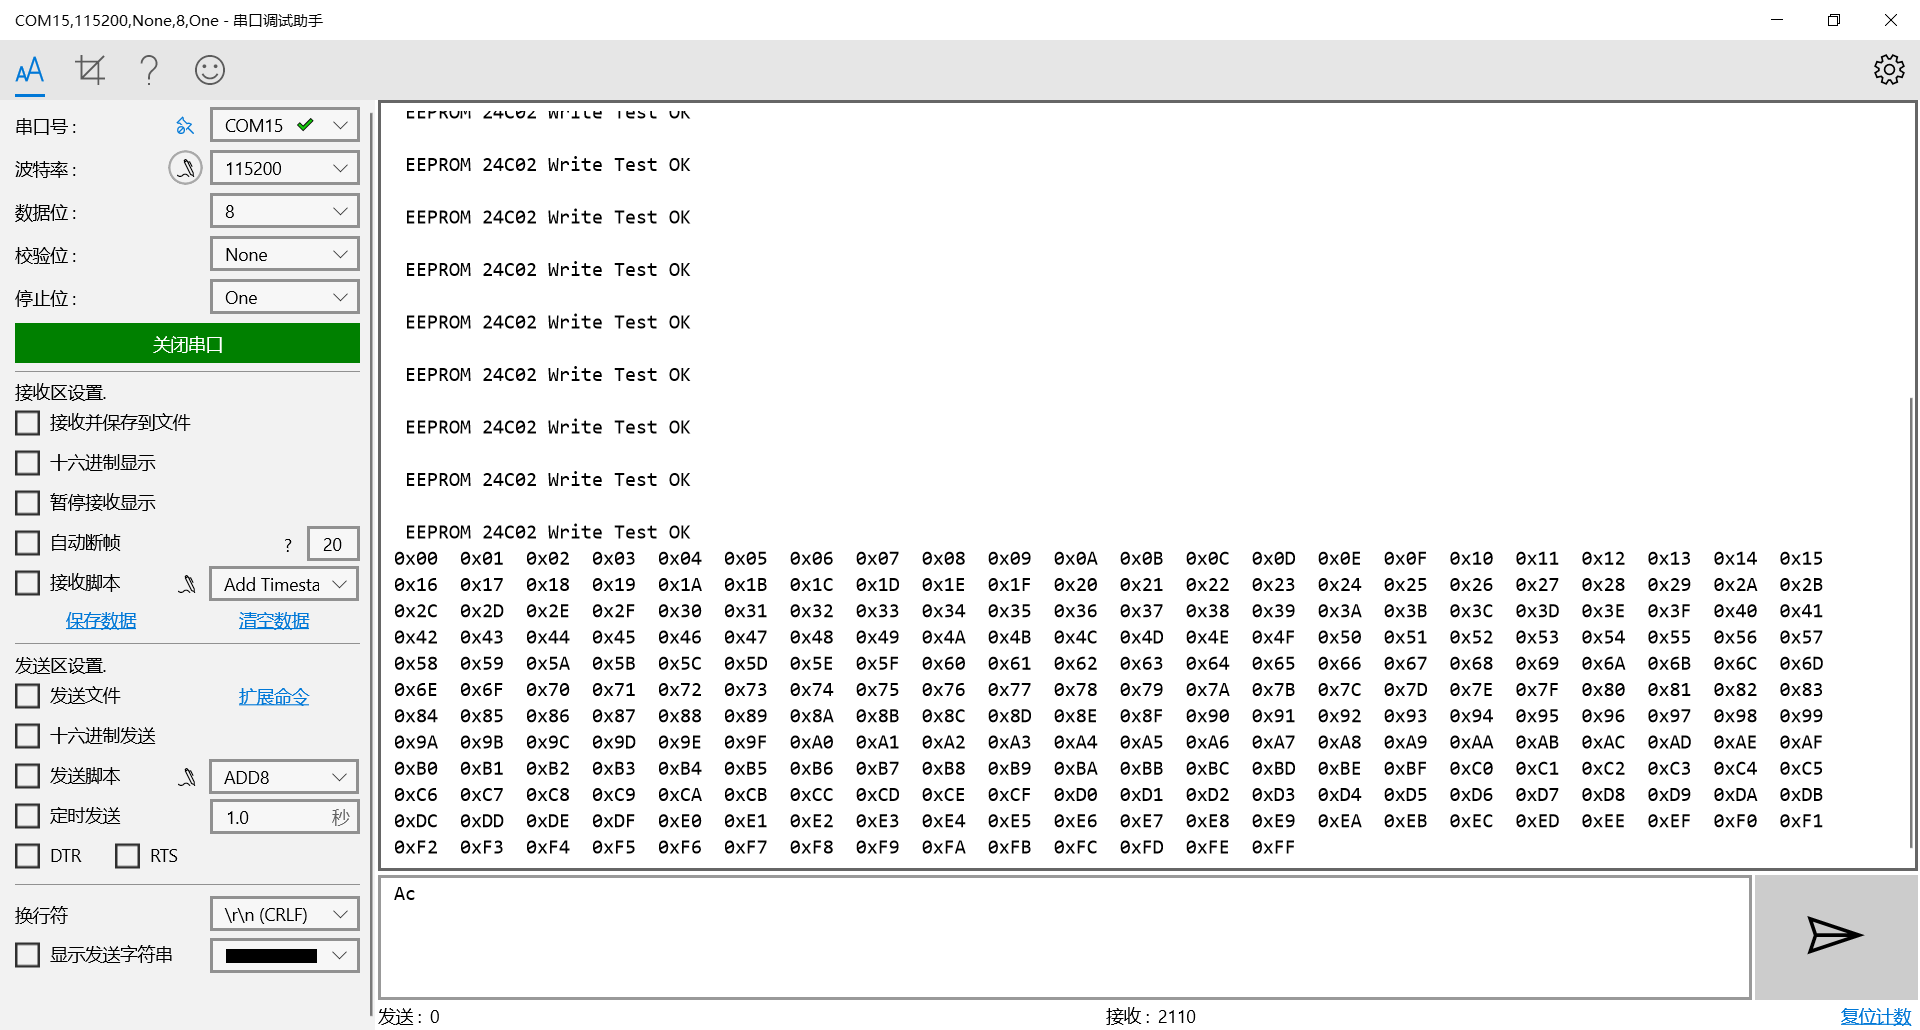 COM15,115200,None,8,One - 串口调试助手
串口号 :
COM15
波特率 :
115200
数据位 :
8
校验位 :
None
停止位 :
One
关闭串口
接收区设置.
接收并保存到文件
十六进制显示
暂停接收显示
自动断帧 ? 20
接收脚本 Add Timesta
保存数据 清空数据
发送区设置.
发送文件 扩展命令
十六进制发送
发送脚本 ADD8
定时发送 1.0 秒
DTR RTS
换行符 \r\n (CRLF)
显示发送字符串
EEPROM 24C02 Write Test OK
EEPROM 24C02 Write Test OK
EEPROM 24C02 Write Test OK
EEPROM 24C02 Write Test OK
EEPROM 24C02 Write Test OK
EEPROM 24C02 Write Test OK
EEPROM 24C02 Write Test OK
EEPROM 24C02 Write Test OK
EEPROM 24C02 Write Test OK
0x00 0x01 0x02 0x03 0x04 0x05 0x06 0x07 0x08 0x09 0x0A 0x0B 0x0C 0x0D 0x0E 0x0F 0x10 0x11 0x12 0x13 0x14 0x15
0x16 0x17 0x18 0x19 0x1A 0x1B 0x1C 0x1D 0x1E 0x1F 0x20 0x21 0x22 0x23 0x24 0x25 0x26 0x27 0x28 0x29 0x2A 0x2B
0x2C 0x2D 0x2E 0x2F 0x30 0x31 0x32 0x33 0x34 0x35 0x36 0x37 0x38 0x39 0x3A 0x3B 0x3C 0x3D 0x3E 0x3F 0x40 0x41
0x42 0x43 0x44 0x45 0x46 0x47 0x48 0x49 0x4A 0x4B 0x4C 0x4D 0x4E 0x4F 0x50 0x51 0x52 0x53 0x54 0x55 0x56 0x57
0x58 0x59 0x5A 0x5B 0x5C 0x5D 0x5E 0x5F 0x60 0x61 0x62 0x63 0x64 0x65 0x66 0x67 0x68 0x69 0x6A 0x6B 0x6C 0x6D
0x6E 0x6F 0x70 0x71 0x72 0x73 0x74 0x75 0x76 0x77 0x78 0x79 0x7A 0x7B 0x7C 0x7D 0x7E 0x7F 0x80 0x81 0x82 0x83
0x84 0x85 0x86 0x87 0x88 0x89 0x8A 0x8B 0x8C 0x8D 0x8E 0x8F 0x90 0x91 0x92 0x93 0x94 0x95 0x96 0x97 0x98 0x99
0x9A 0x9B 0x9C 0x9D 0x9E 0x9F 0xA0 0xA1 0xA2 0xA3 0xA4 0xA5 0xA6 0xA7 0xA8 0xA9 0xAA 0xAB 0xAC 0xAD 0xAE 0xAF
0xB0 0xB1 0xB2 0xB3 0xB4 0xB5 0xB6 0xB7 0xB8 0xB9 0xBA 0xBB 0xBC 0xBD 0xBE 0xBF 0xC0 0xC1 0xC2 0xC3 0xC4 0xC5
0xC6 0xC7 0xC8 0xC9 0xCA 0xCB 0xCC 0xCD 0xCE 0xCF 0xD0 0xD1 0xD2 0xD3 0xD4 0xD5 0xD6 0xD7 0xD8 0xD9 0xDA 0xDB
0xDC 0xDD 0xDE 0xDF 0xE0 0xE1 0xE2 0xE3 0xE4 0xE5 0xE6 0xE7 0xE8 0xE9 0xEA 0xEB 0xEC 0xED 0xEE 0xEF 0xF0 0xF1
0xF2 0xF3 0xF4 0xF5 0xF6 0xF7 0xF8 0xF9 0xFA 0xFB 0xFC 0xFD 0xFE 0xFF
Ac
发送 : 0 接收 : 2110 复位计数